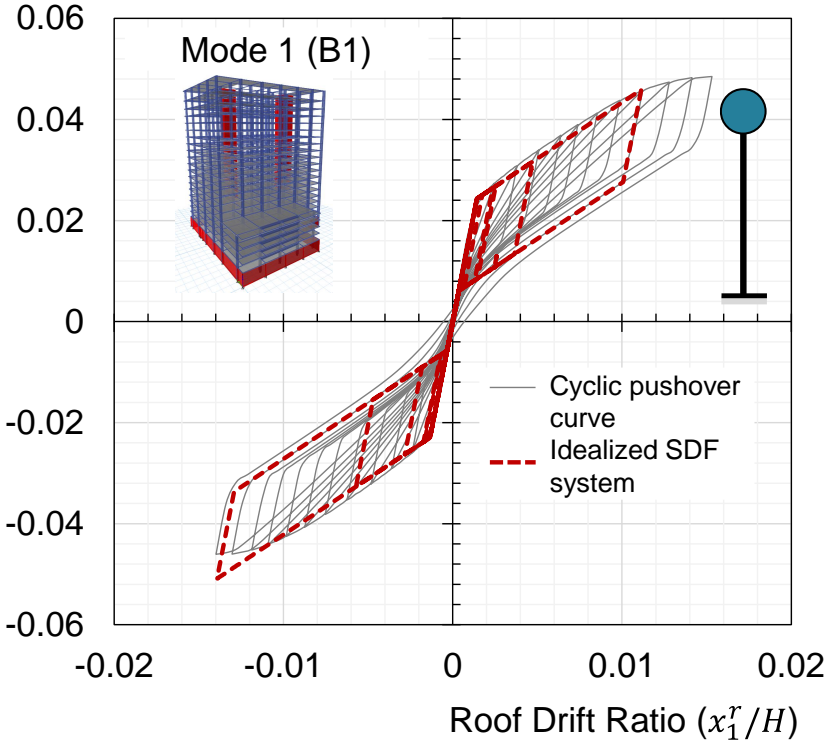 0.06
Mode 1 (B1)
0.04
0.02
0
-0.02
Cyclic pushover
curve
Idealized SDF
system
-0.04
-0.06
-0.02
-0.01
0
0.01
0.02
Roof Drift Ratio (𝑥₁ʳ/𝐻)